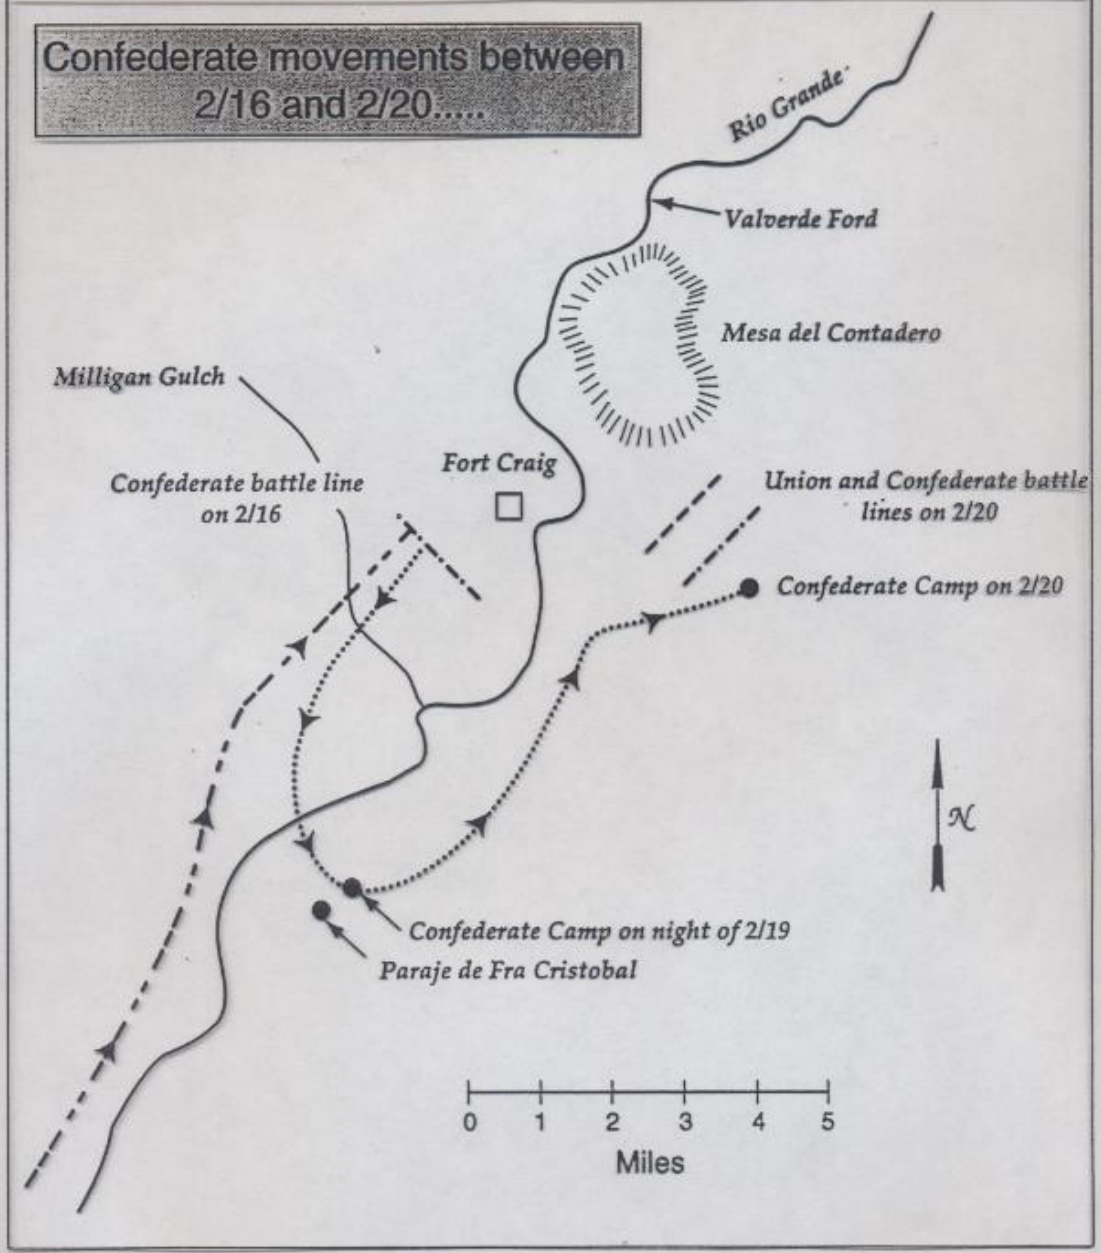 Confederate movements between
2/16 and 2/20.....
Rio Grande
Valverde Ford
Mesa del Contadero
Milligan Gulch
Fort Craig
Confederate battle line
on 2/16
Union and Confederate battle
lines on 2/20
Confederate Camp on 2/20
N
Confederate Camp on night of 2/19
Paraje de Fra Cristobal
0 1 2 3 4 5
Miles